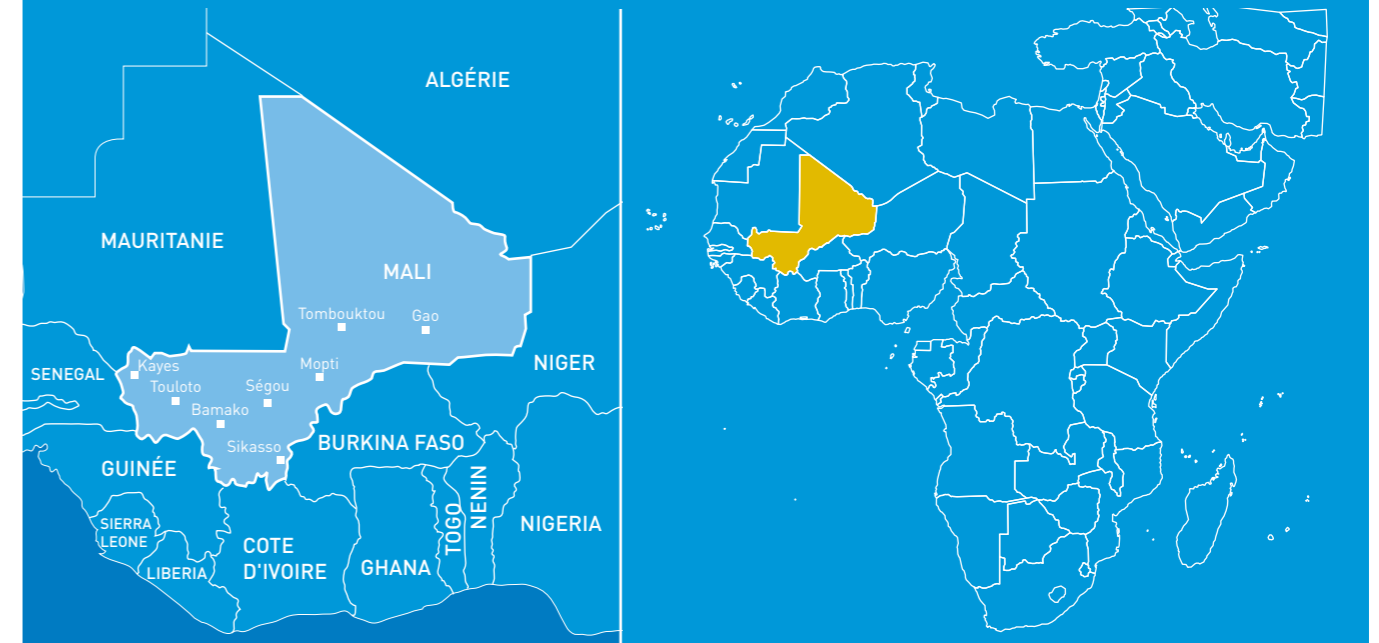 ALGÉRIE
MAURITANIE
MALI
Tombouktou
Gao
Mopti
NIGER
Kayes
SENEGAL
Touloto
Ségou
Bamako
Sikasso
BURKINA FASO
GUINÉE
NENIN
TOGO
SIERRA
LEONE
NIGERIA
COTE
D'IVOIRE
GHANA
LIBERIA